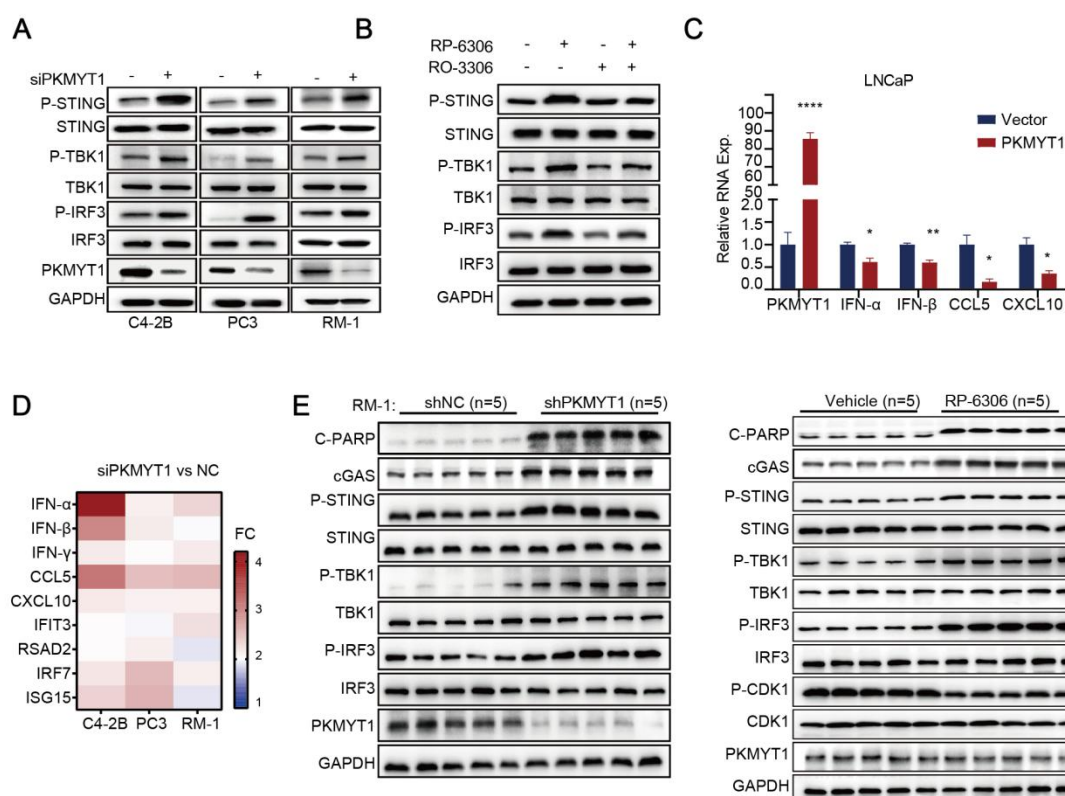 A
siPKMYT1 - + - + - +
P-STING
STING
P-TBK1
TBK1
P-IRF3
IRF3
PKMYT1
GAPDH
C4-2B PC3 RM-1
B
RP-6306 - + - +
RO-3306 - - + +
P-STING
STING
P-TBK1
TBK1
P-IRF3
IRF3
GAPDH
C
LNCaP
Vector
PKMYT1
Relative RNA Exp.
100
90
80
70
60
2.0
1.5
1.0
0.5
0.0
**** * ** * *
PKMYT1 IFN-α IFN-β CCL5 CXCL10
D
siPKMYT1 vs NC
IFN-α
IFN-β
IFN-γ
CCL5
CXCL10
IFIT3
RSAD2
IRF7
ISG15
C4-2B PC3 RM-1
FC
4
3
2
1
E
RM-1: shNC (n=5) shPKMYT1 (n=5)
C-PARP
cGAS
P-STING
STING
P-TBK1
TBK1
P-IRF3
IRF3
PKMYT1
GAPDH
Vehicle (n=5) RP-6306 (n=5)
C-PARP
cGAS
P-STING
STING
P-TBK1
TBK1
P-IRF3
IRF3
P-CDK1
CDK1
PKMYT1
GAPDH